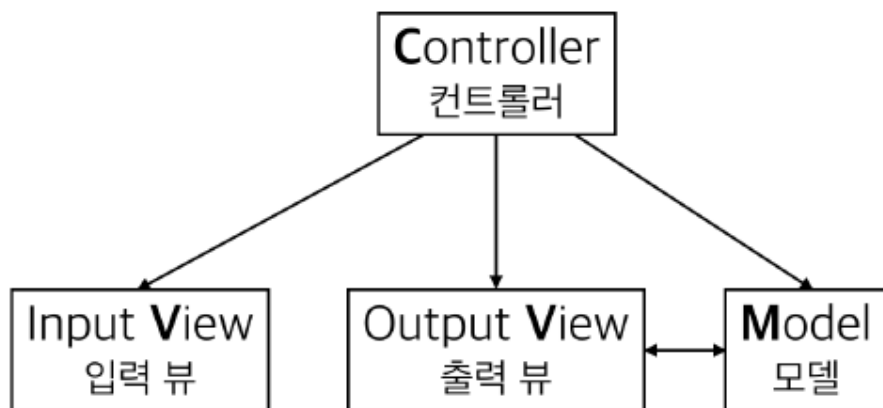 Controller
컨트롤러
Input View
입력 뷰
Output View
출력 뷰
Model
모델